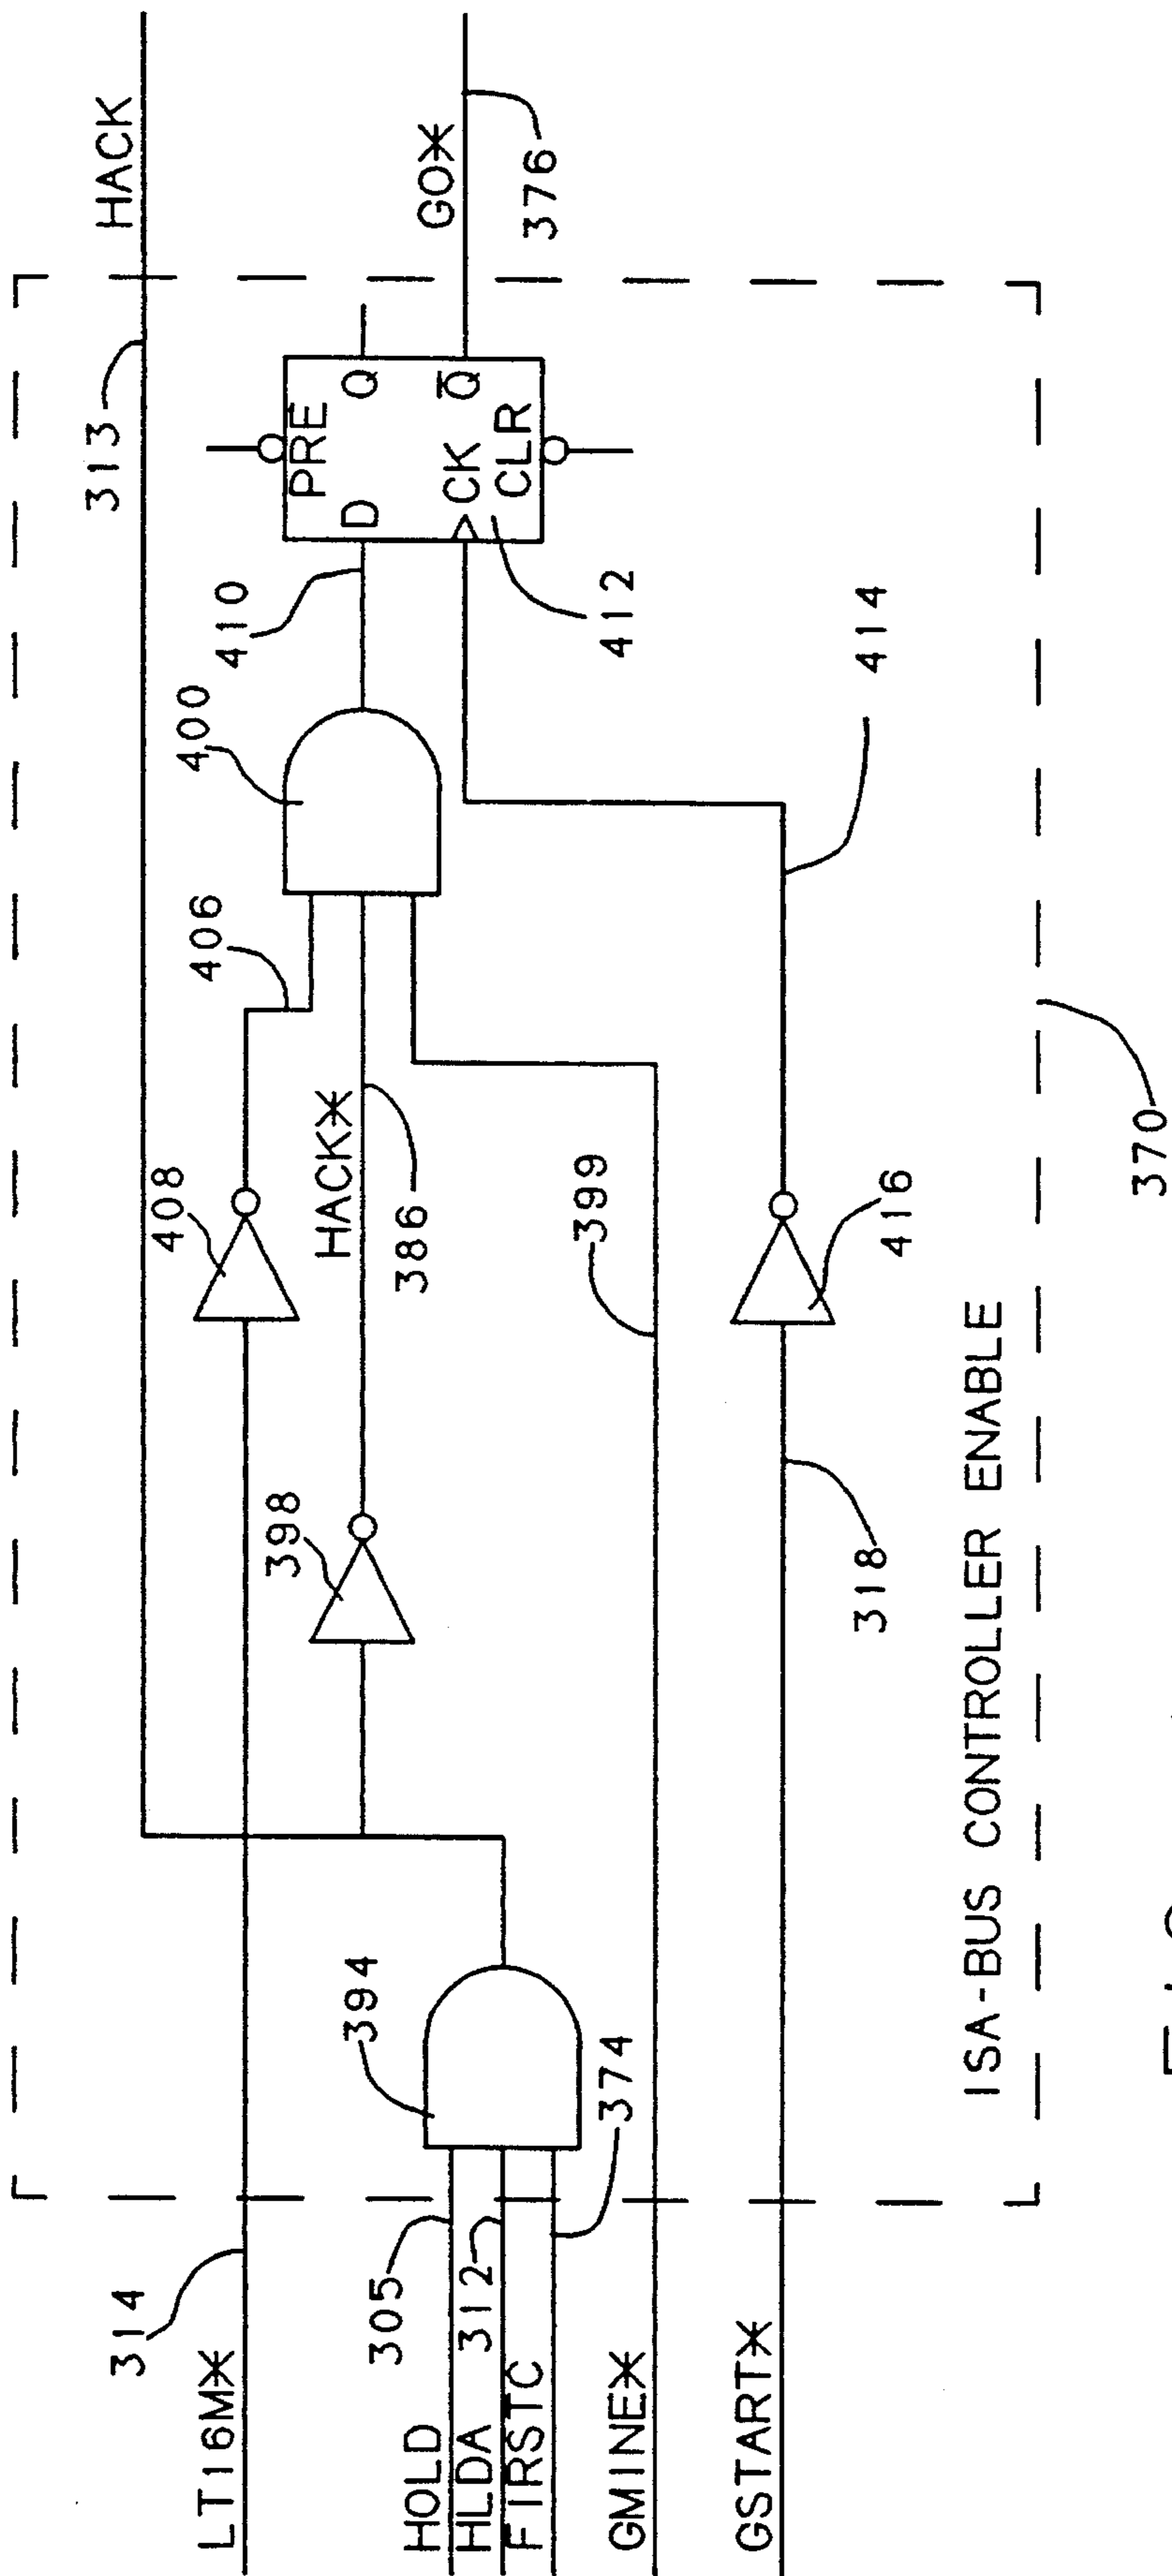 313
HACK
314
LT16M*
408
406
400
410
PRE
D
Q
HOLD
305
394
398
HACK*
386
GO*
HLDA
312
CK
Q̅
376
FIRSTC
CLR
374
412
GMINE*
399
GSTART*
318
416
414
ISA-BUS CONTROLLER ENABLE
370